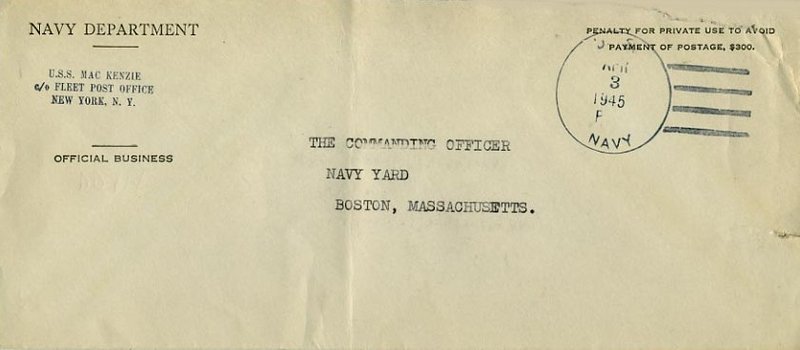 NAVY DEPARTMENT
U.S.S. MAC KENZIE
c/o FLEET POST OFFICE
NEW YORK, N. Y.
OFFICIAL BUSINESS
PENALTY FOR PRIVATE USE TO AVOID
PAYMENT OF POSTAGE, $300.
APR
3
1945
P
NAVY
THE COMMANDING OFFICER
NAVY YARD
BOSTON, MASSACHUSETTS.